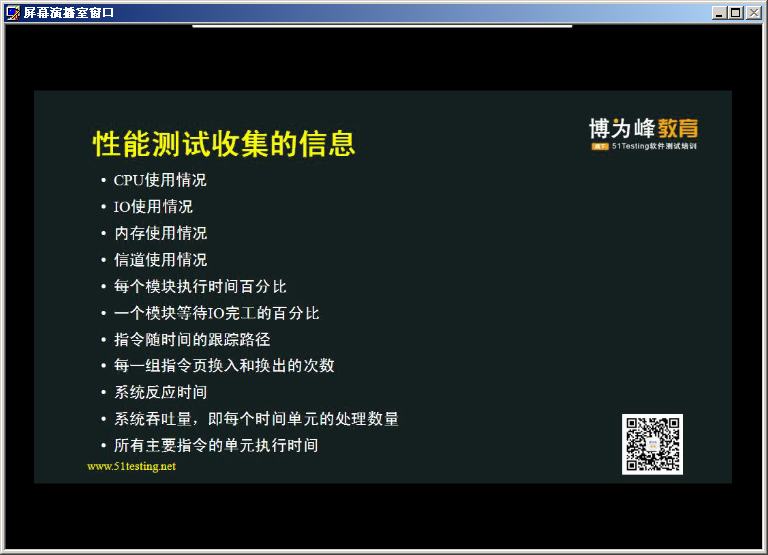 屏幕演播室窗口
性能测试收集的信息
博为峰教育
旗下 51Testing软件测试培训
• CPU使用情况
• IO使用情况
• 内存使用情况
• 信道使用情况
• 每个模块执行时间百分比
• 一个模块等待IO完工的百分比
• 指令随时间的跟踪路径
• 每一组指令页换入和换出的次数
• 系统反应时间
• 系统吞吐量，即每个时间单元的处理数量
• 所有主要指令的单元执行时间
www.51testing.net